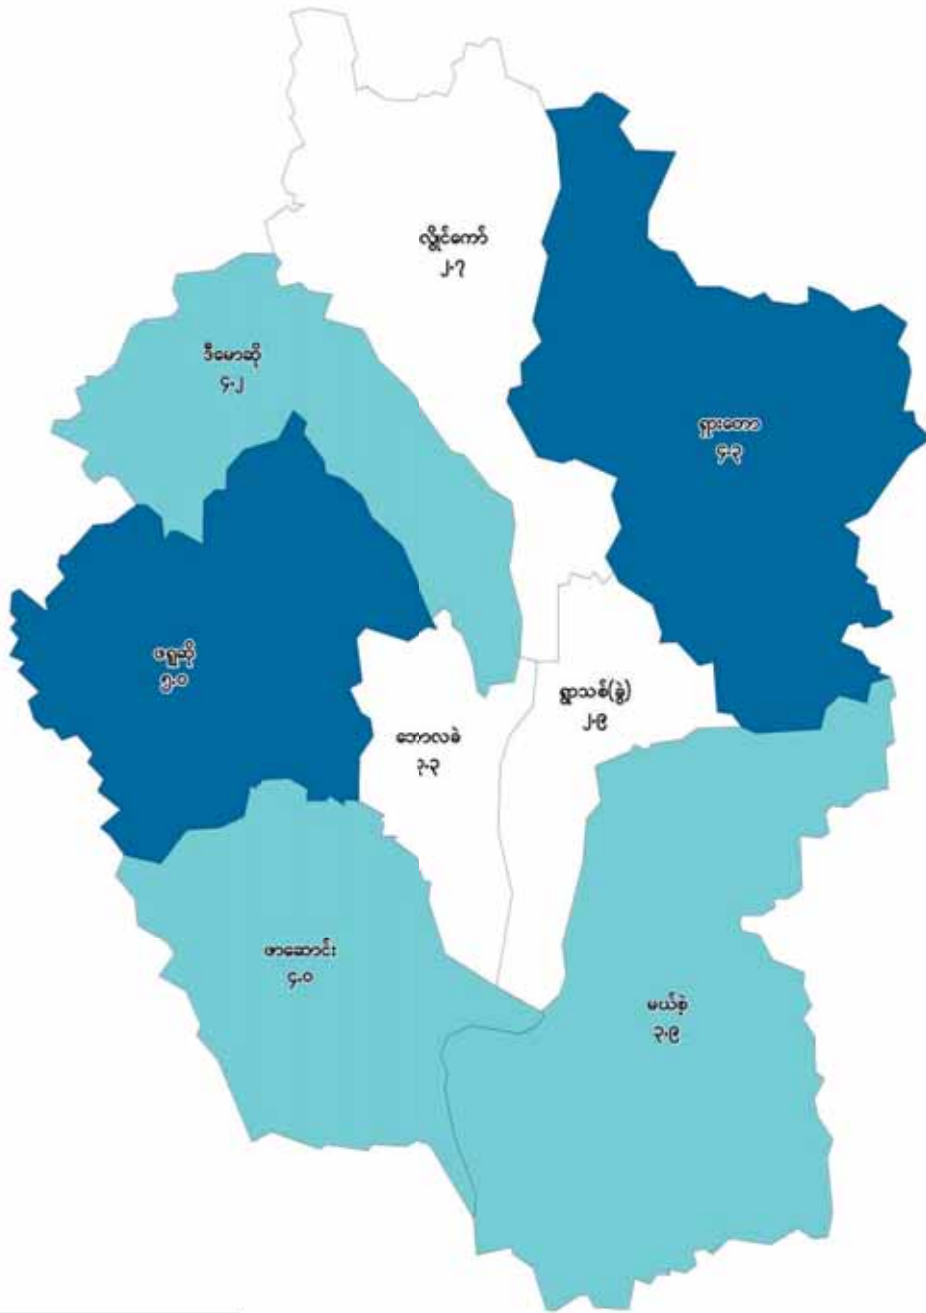 လွိုင်ကော်
၂.၇
ဒီမောဆို
၄.၂
ရှားတော
၄.၃
ဖရူဆို
၅.၀
ရွာသစ်(ခွဲ)
၂.၉
ဘောလခဲ
၃.၃
ဖားဆောင်း
၄.၀
မယ်စဲ့
၃.၉